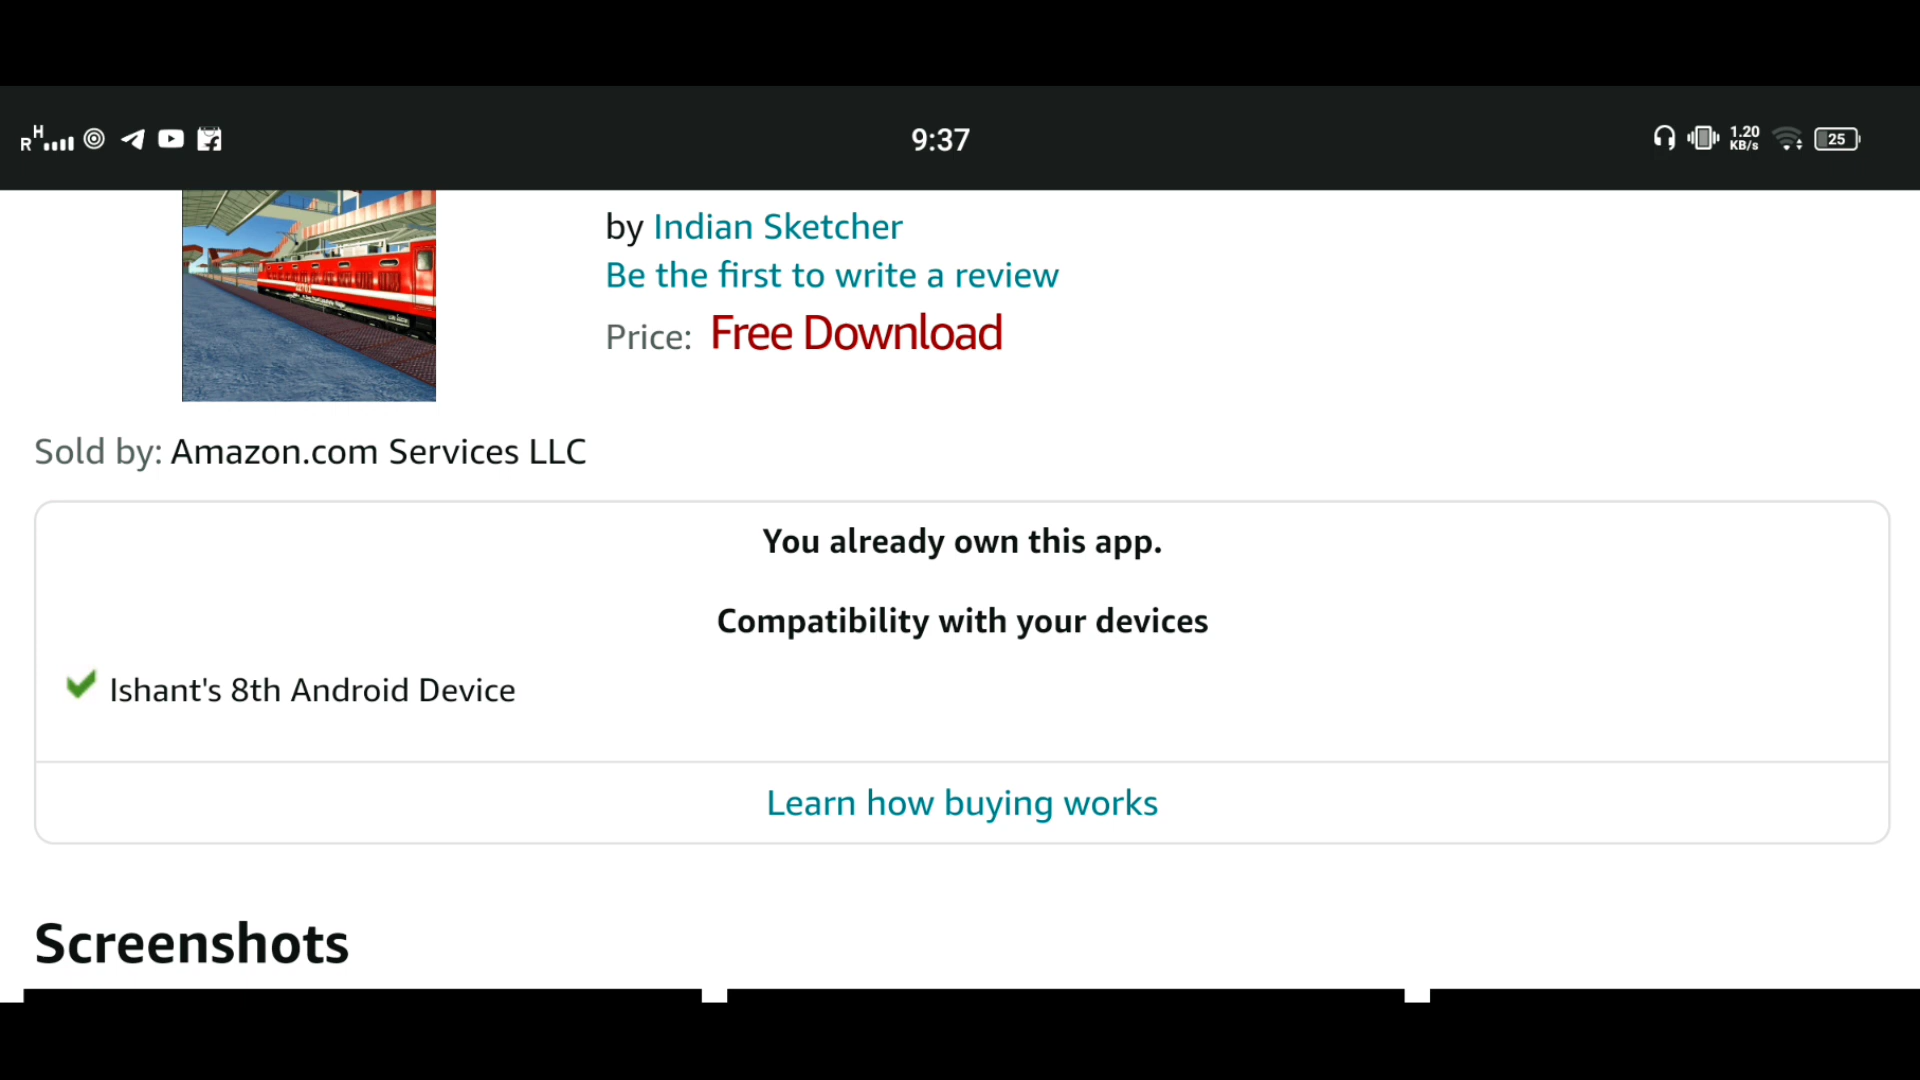 R H 9:37 1.20 KB/s 25
by Indian Sketcher
Be the first to write a review
Price: Free Download
Sold by: Amazon.com Services LLC
You already own this app.
Compatibility with your devices
Ishant's 8th Android Device
Learn how buying works
Screenshots